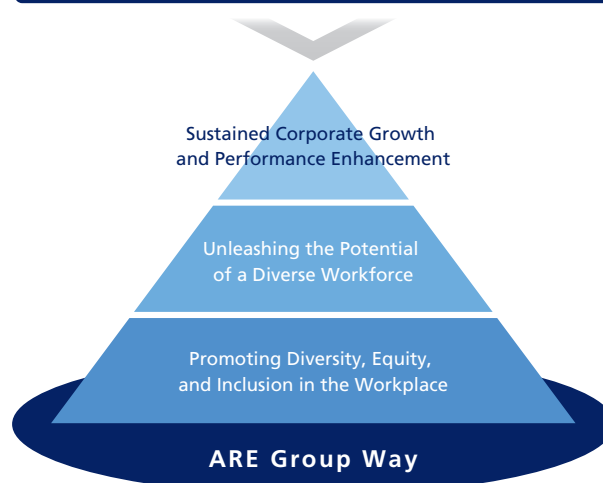 Sustained Corporate Growth
and Performance Enhancement
Unleashing the Potential
of a Diverse Workforce
Promoting Diversity, Equity,
and Inclusion in the Workplace
ARE Group Way